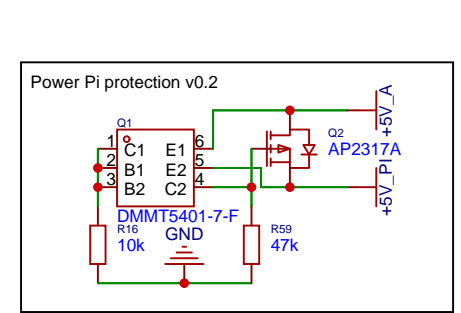 Power Pi protection v0.2
Q1
1 C1 E1 6
2 B1 E2 5
3 B2 C2 4
DMMT5401-7-F
R16
10k
GND
R59
47k
Q2
AP2317A
+5V_A
+5V_PI